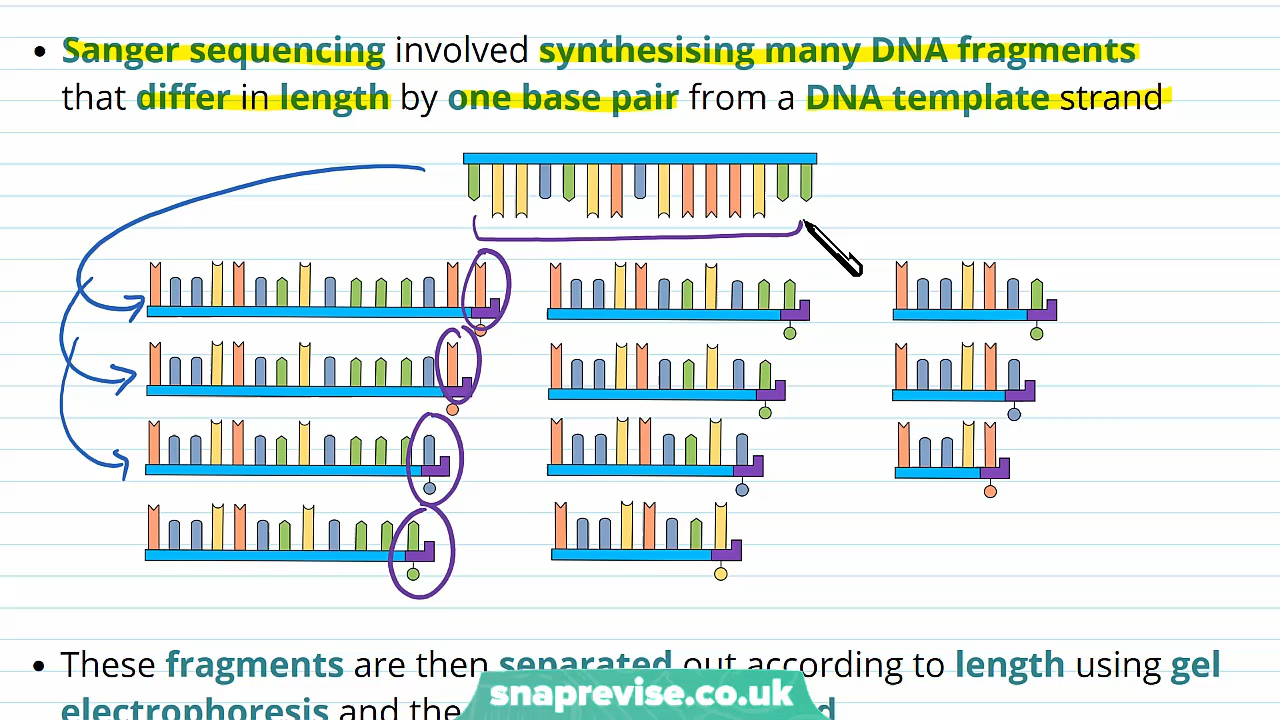 • Sanger sequencing involved synthesising many DNA fragments
that differ in length by one base pair from a DNA template strand
• These fragments are then separated out according to length using gel
electrophoresis and the
snaprevise.co.uk